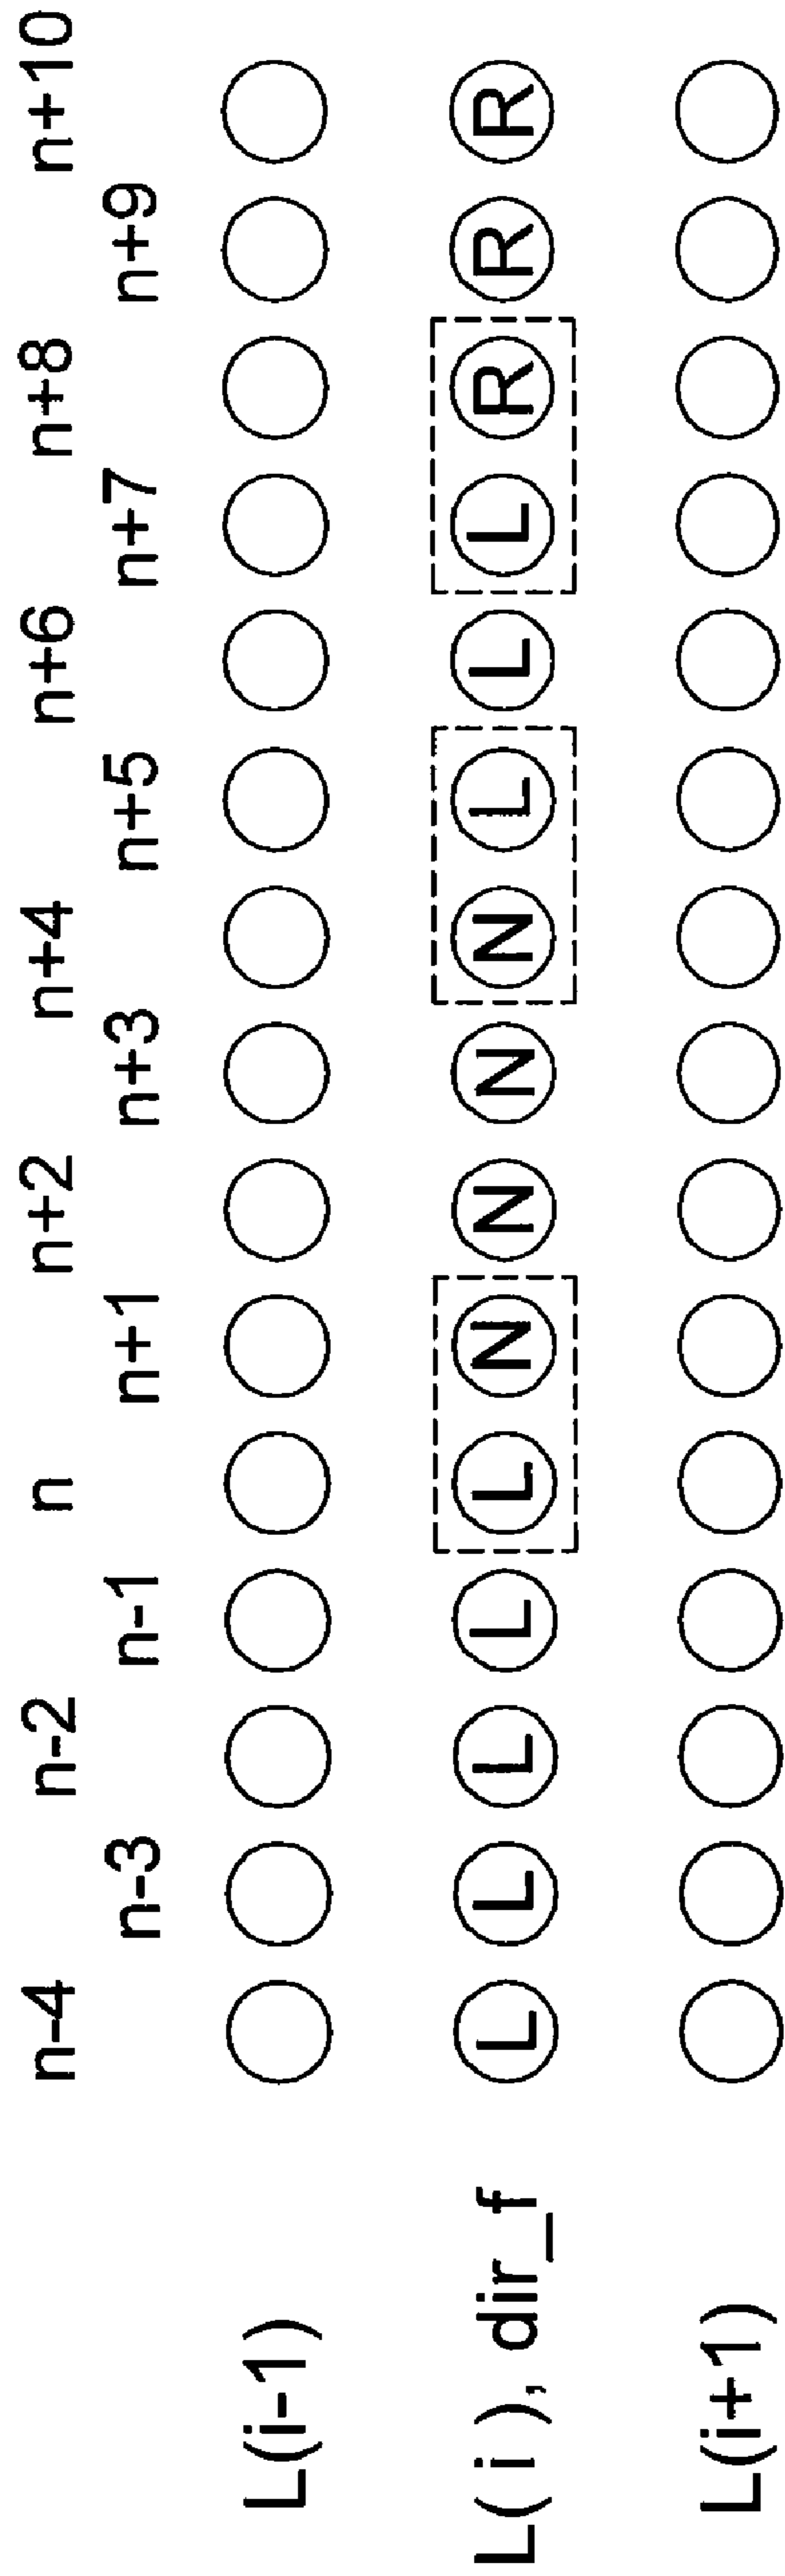 n-4 n-3 n-2 n-1 n n+1 n+2 n+3 n+4 n+5 n+6 n+7 n+8 n+9 n+10
L(i-1)
L( i ), dir_f L L L L L N N N N L L L R R R
L(i+1)